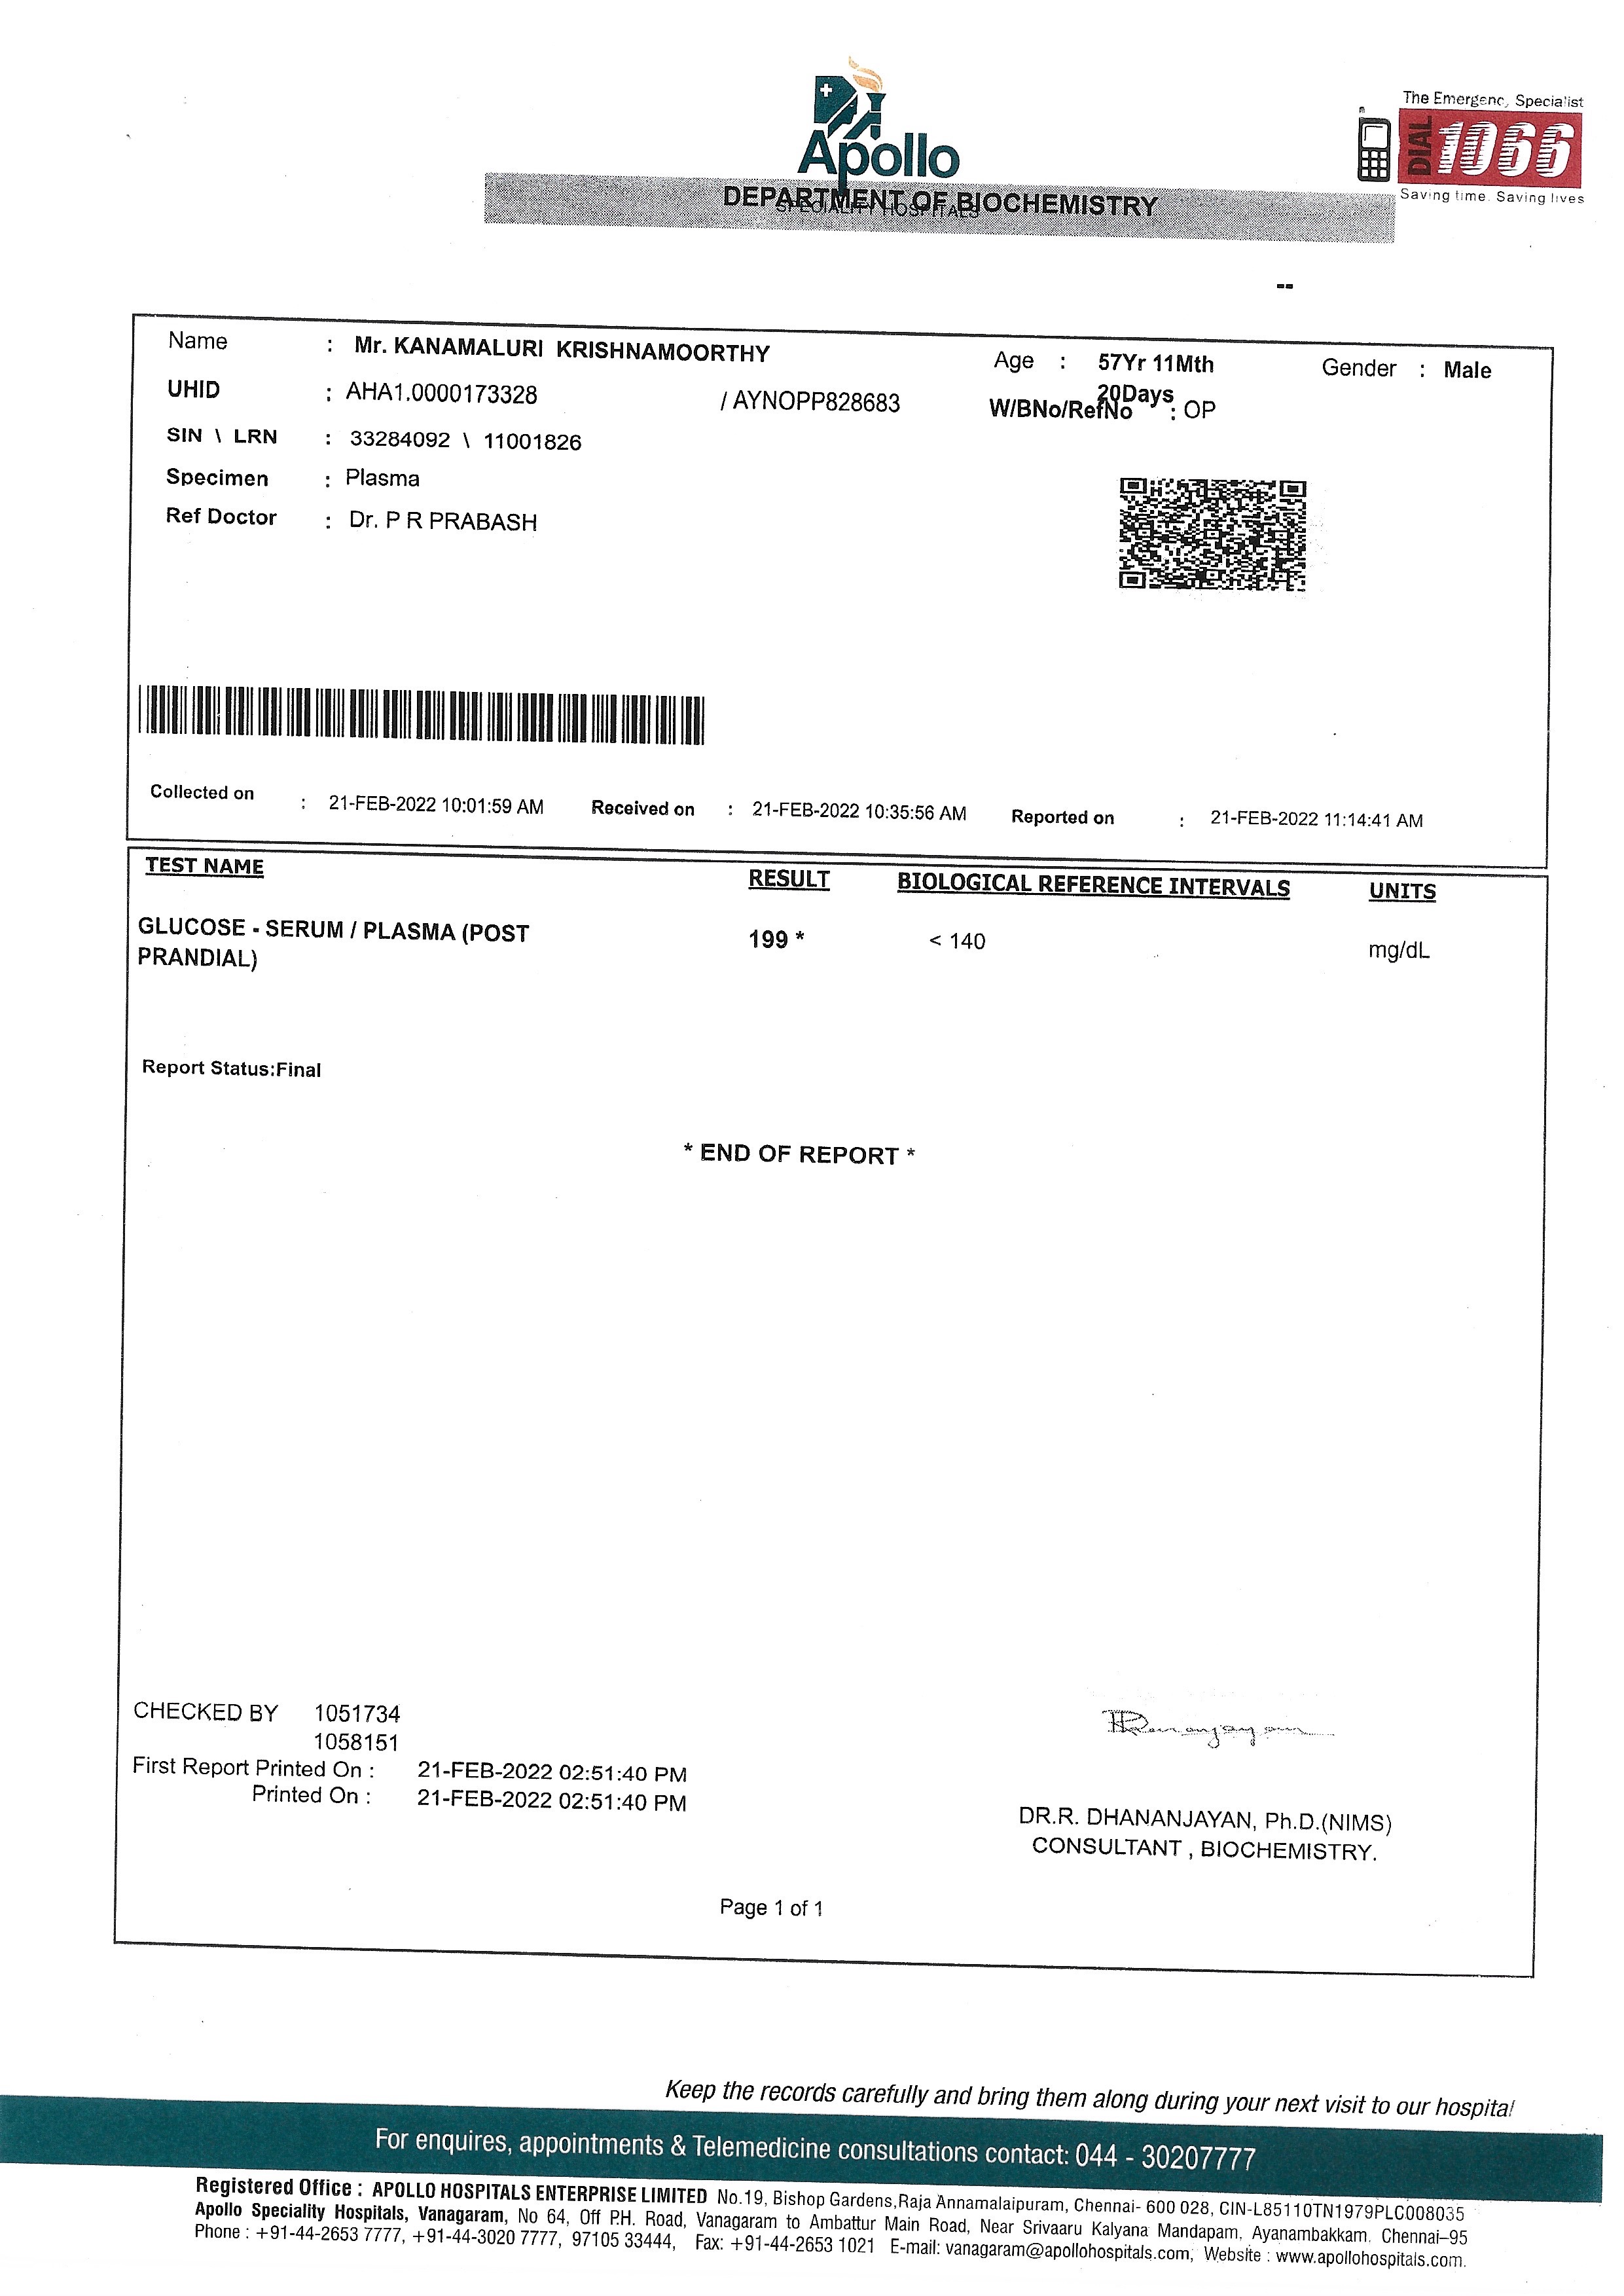 The Emergenc, Specialist
DIAL 1066
Saving time. Saving lives
Apollo
SPECIALITY HOSPITALS
DEPARTMENT OF BIOCHEMISTRY
--
Name : Mr. KANAMALURI KRISHNAMOORTHY Age : 57Yr 11Mth 20Days Gender : Male
UHID : AHA1.0000173328 / AYNOPP828683 W/BNo/RefNo : OP
SIN \ LRN : 33284092 \ 11001826
Specimen : Plasma
Ref Doctor : Dr. P R PRABASH
Collected on : 21-FEB-2022 10:01:59 AM Received on : 21-FEB-2022 10:35:56 AM Reported on : 21-FEB-2022 11:14:41 AM
TEST NAME RESULT BIOLOGICAL REFERENCE INTERVALS UNITS
GLUCOSE - SERUM / PLASMA (POST 199 * < 140 mg/dL
PRANDIAL)
Report Status:Final
* END OF REPORT *
CHECKED BY 1051734
1058151
First Report Printed On : 21-FEB-2022 02:51:40 PM
Printed On : 21-FEB-2022 02:51:40 PM
DR.R. DHANANJAYAN, Ph.D.(NIMS)
CONSULTANT , BIOCHEMISTRY.
Page 1 of 1
Keep the records carefully and bring them along during your next visit to our hospital
For enquires, appointments & Telemedicine consultations contact: 044 - 30207777
Registered Office : APOLLO HOSPITALS ENTERPRISE LIMITED No.19, Bishop Gardens,Raja Annamalaipuram, Chennai- 600 028, CIN-L85110TN1979PLC008035
Apollo Speciality Hospitals, Vanagaram, No 64, Off P.H. Road, Vanagaram to Ambattur Main Road, Near Srivaaru Kalyana Mandapam, Ayanambakkam, Chennai–95
Phone : +91-44-2653 7777, +91-44-3020 7777, 97105 33444, Fax: +91-44-2653 1021 E-mail: vanagaram@apollohospitals.com, Website : www.apollohospitals.com.